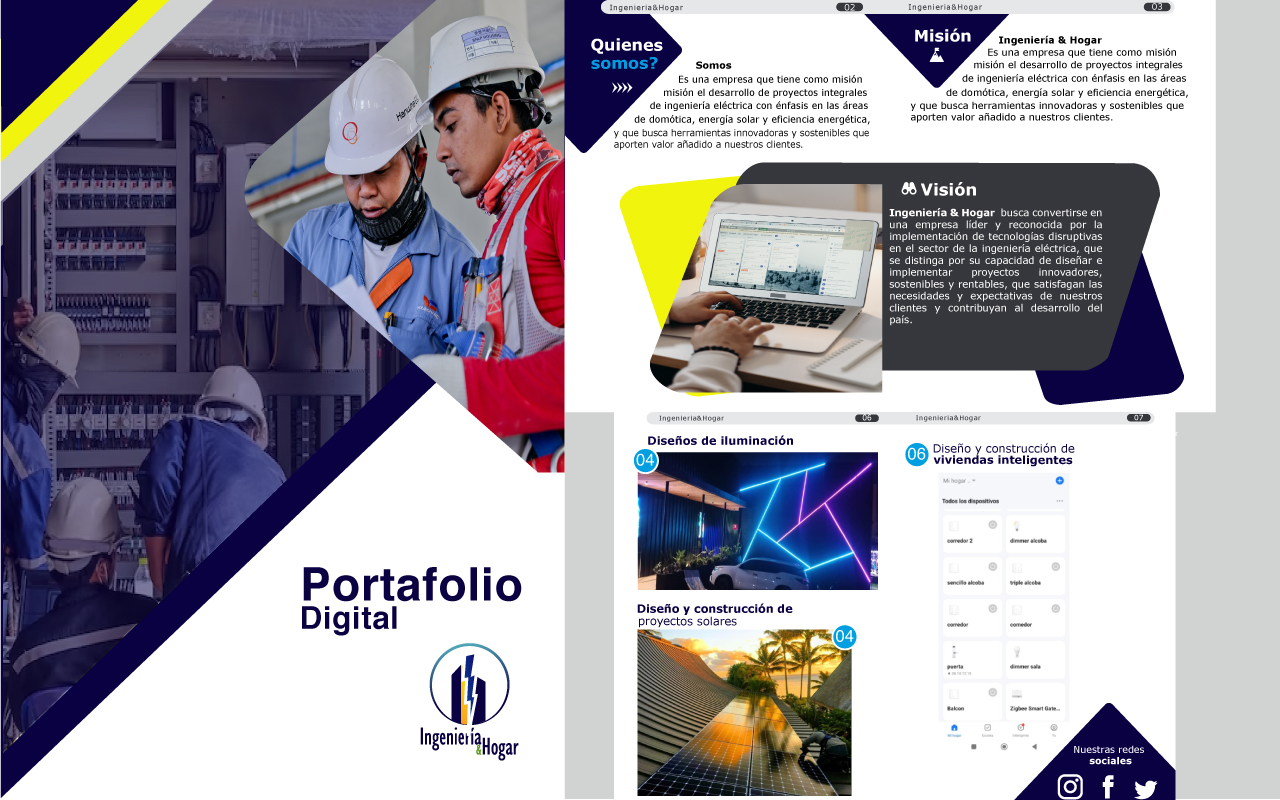 Portafolio
Digital
Ingeniería
&Hogar
Hanwha
Ingenieria&Hogar
02
Quienes
somos?
Somos
Es una empresa que tiene como misión
misión el desarrollo de proyectos integrales
de ingeniería eléctrica con énfasis en las áreas
de domótica, energía solar y eficiencia energética,
y que busca herramientas innovadoras y sostenibles que
aporten valor añadido a nuestros clientes.
Ingenieria&Hogar
03
Misión
Ingeniería & Hogar
Es una empresa que tiene como misión
misión el desarrollo de proyectos integrales
de ingeniería eléctrica con énfasis en las áreas
de domótica, energía solar y eficiencia energética,
y que busca herramientas innovadoras y sostenibles que
aporten valor añadido a nuestros clientes.
Visión
Ingeniería & Hogar busca convertirse en
una empresa líder y reconocida por la
implementación de tecnologías disruptivas
en el sector de la ingeniería eléctrica, que
se distinga por su capacidad de diseñar e
implementar proyectos innovadores,
sostenibles y rentables, que satisfagan las
necesidades y expectativas de nuestros
clientes y contribuyan al desarrollo del
país.
Ingenieria&Hogar
06
Diseños de iluminación
04
Diseño y construcción de
proyectos solares
04
Ingenieria&Hogar
07
06
Diseño y construcción de
viviendas inteligentes
Mi hogar ..
Todos los dispositivos
corredor 2
dimmer alcoba
sencillo alcoba
triple alcoba
corredor
corredor
puerta
dimmer sala
Balcon
Zigbee Smart Gate...
Mi hogar
Nuestras redes
sociales